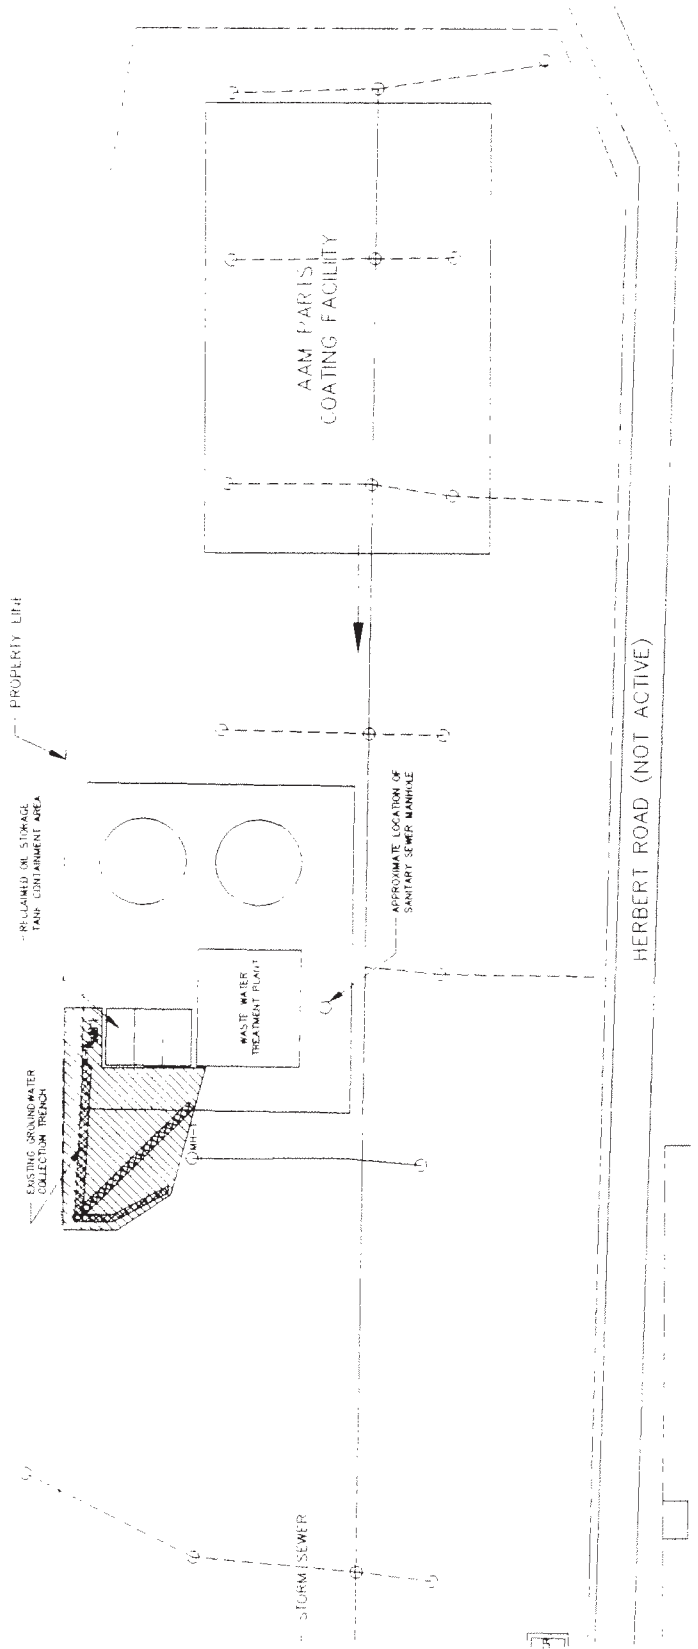 PROPERTY LINE
RECLAIMED OIL STORAGE
TANK CONTAINMENT AREA
EXISTING GROUNDWATER
COLLECTION TRENCH
AAM PARTS
COATING FACILITY
WASTE WATER
TREATMENT PLANT
APPROXIMATE LOCATION OF
SANITARY SEWER MANHOLE
MH-1
STORM SEWER
HERBERT ROAD (NOT ACTIVE)